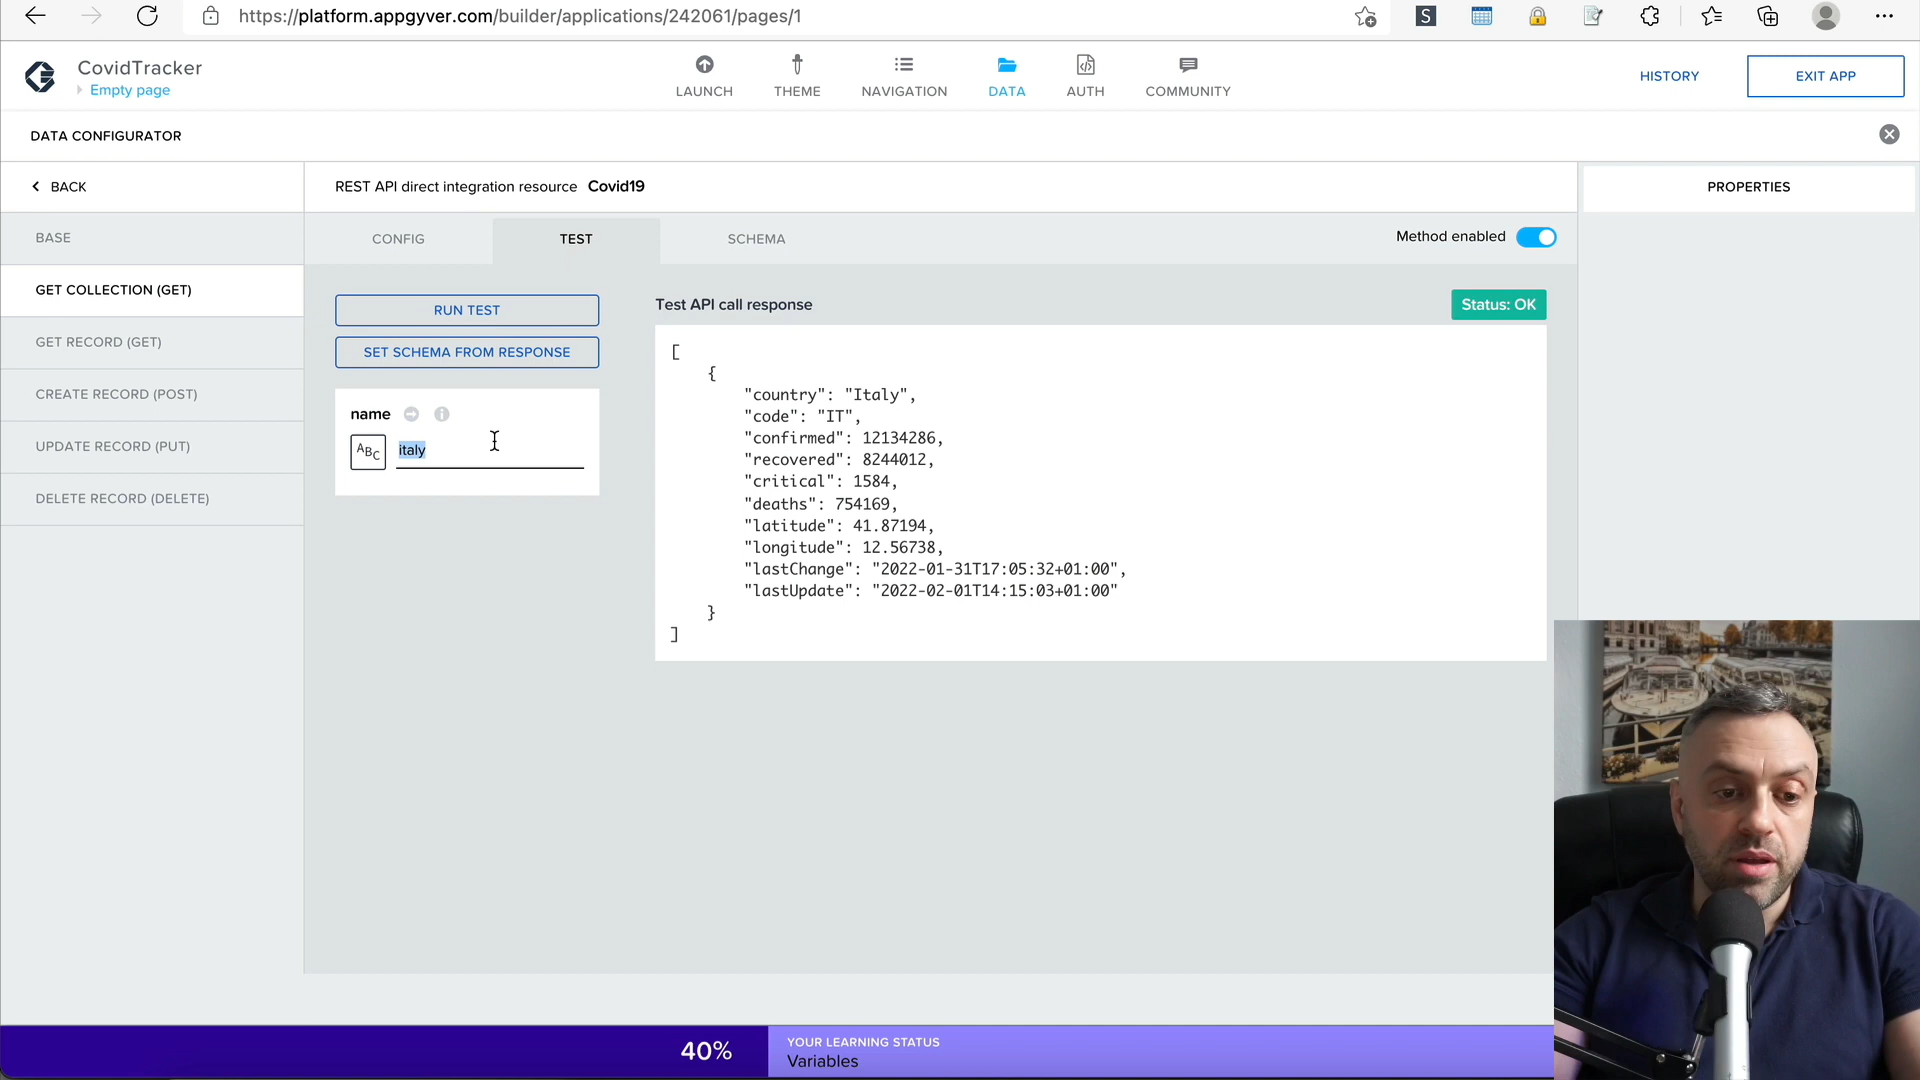 https://platform.appgyver.com/builder/applications/242061/pages/1
S
CovidTracker
Empty page
LAUNCH
THEME
NAVIGATION
DATA
AUTH
COMMUNITY
HISTORY
EXIT APP
DATA CONFIGURATOR
BACK
REST API direct integration resource Covid19
PROPERTIES
BASE
CONFIG
TEST
SCHEMA
Method enabled
GET COLLECTION (GET)
GET RECORD (GET)
CREATE RECORD (POST)
UPDATE RECORD (PUT)
DELETE RECORD (DELETE)
RUN TEST
SET SCHEMA FROM RESPONSE
name
ABC italy
Test API call response
Status: OK
[
{
"country": "Italy",
"code": "IT",
"confirmed": 12134286,
"recovered": 8244012,
"critical": 1584,
"deaths": 754169,
"latitude": 41.87194,
"longitude": 12.56738,
"lastChange": "2022-01-31T17:05:32+01:00",
"lastUpdate": "2022-02-01T14:15:03+01:00"
}
]
40%
YOUR LEARNING STATUS
Variables